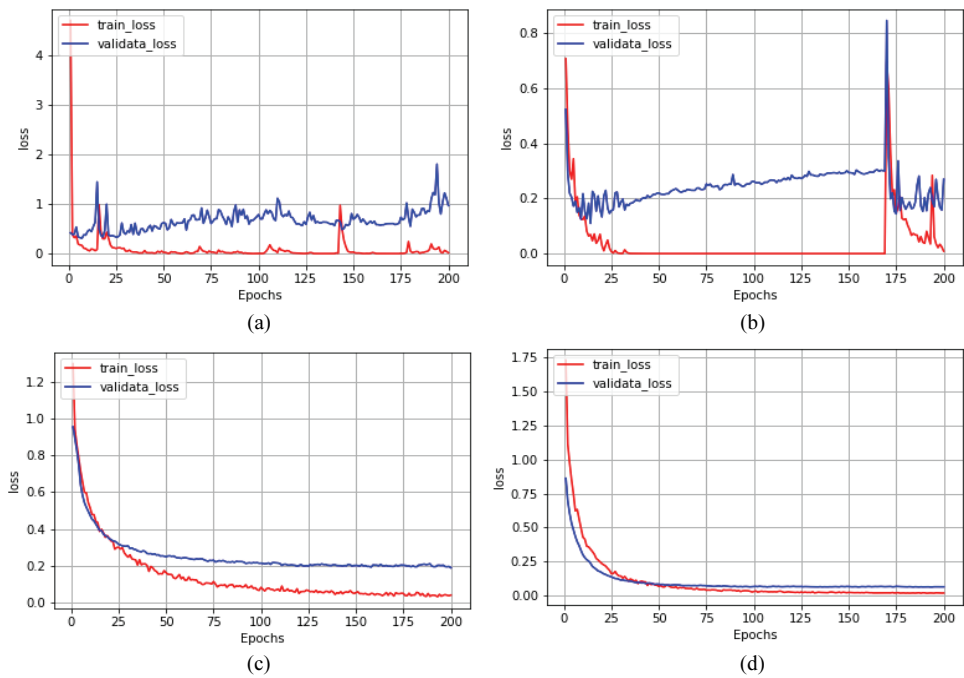 train_loss
validata_loss
loss
4
3
2
1
0
0 25 50 75 100 125 150 175 200
Epochs
(a)
train_loss
validata_loss
loss
0.8
0.6
0.4
0.2
0.0
0 25 50 75 100 125 150 175 200
Epochs
(b)
train_loss
validata_loss
loss
1.2
1.0
0.8
0.6
0.4
0.2
0.0
0 25 50 75 100 125 150 175 200
Epochs
(c)
train_loss
validata_loss
loss
1.75
1.50
1.25
1.00
0.75
0.50
0.25
0.00
0 25 50 75 100 125 150 175 200
Epochs
(d)